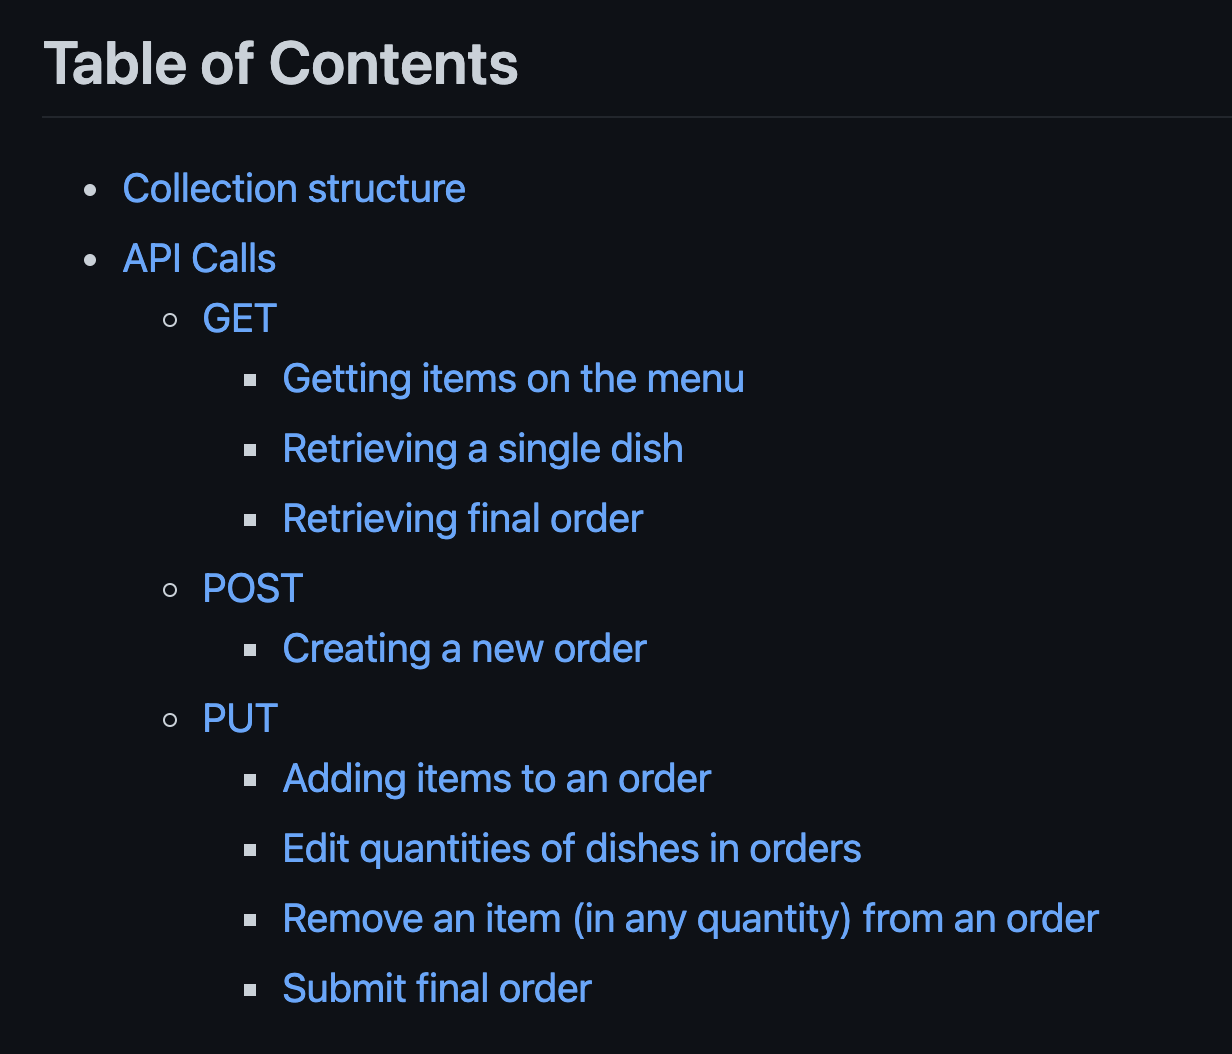 Table of Contents
Collection structure
API Calls
GET
Getting items on the menu
Retrieving a single dish
Retrieving final order
POST
Creating a new order
PUT
Adding items to an order
Edit quantities of dishes in orders
Remove an item (in any quantity) from an order
Submit final order